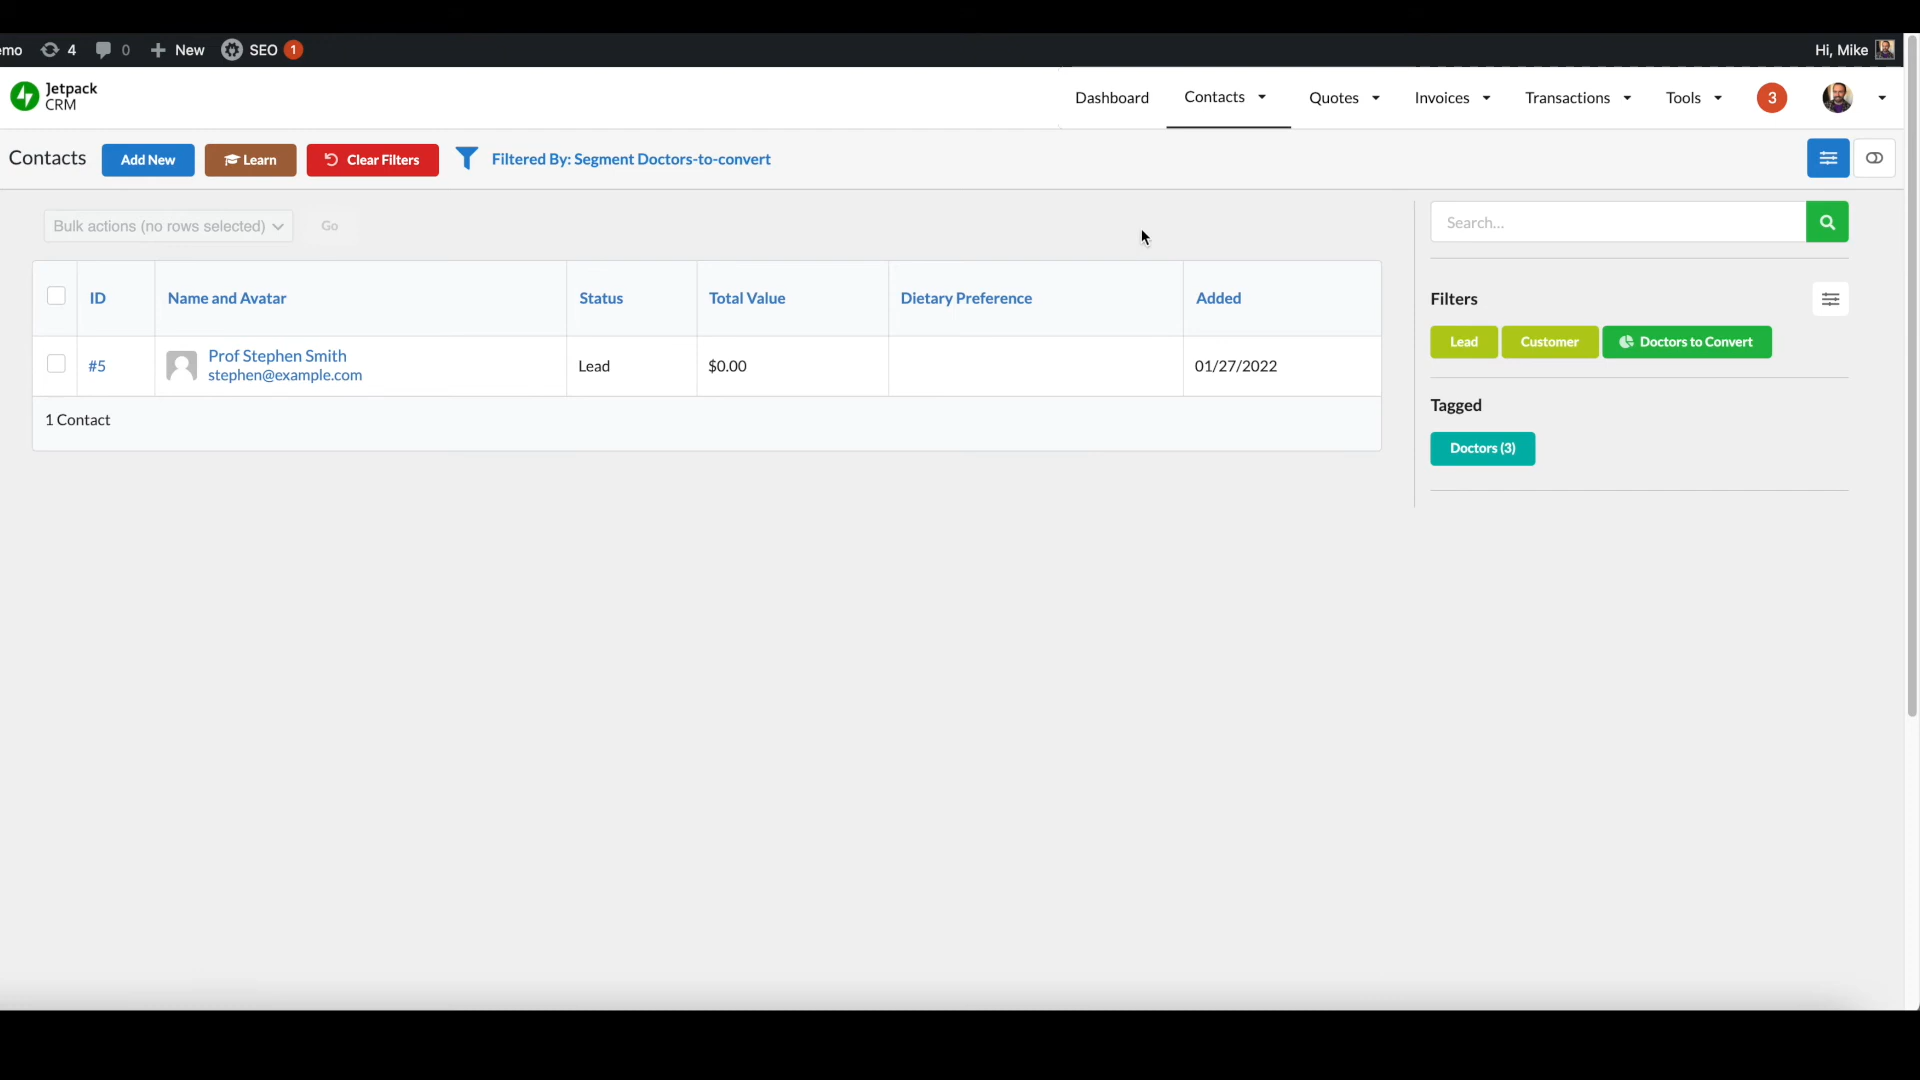 emo 4 0 New SEO 1 Hi, Mike
Jetpack
CRM
Dashboard Contacts Quotes Invoices Transactions Tools 3
Contacts Add New Learn Clear Filters Filtered By: Segment Doctors-to-convert
Bulk actions (no rows selected) Go
Search...
ID Name and Avatar Status Total Value Dietary Preference Added
#5 Prof Stephen Smith
stephen@example.com Lead $0.00 01/27/2022
1 Contact
Filters
Lead Customer Doctors to Convert
Tagged
Doctors (3)